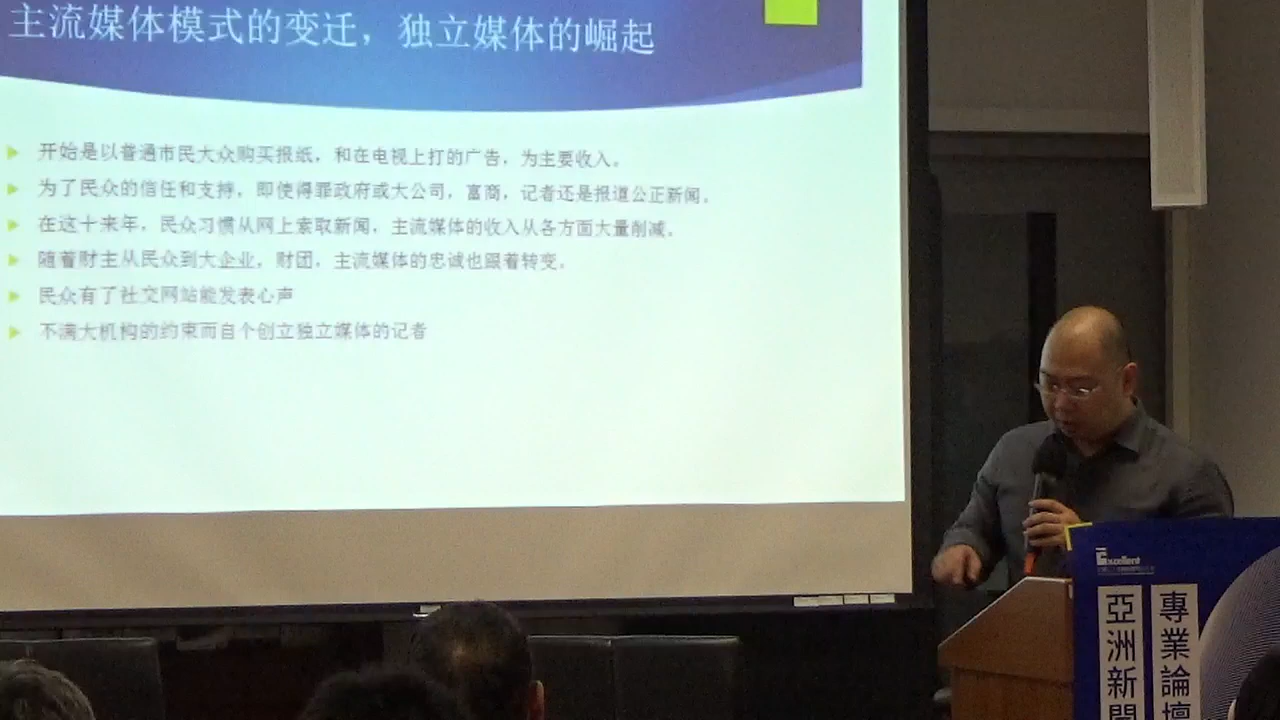 主流媒体模式的变迁，独立媒体的崛起
开始是以普通市民大众购买报纸，和在电视上打的广告，为主要收入。
为了民众的信任和支持，即使得罪政府或大公司，富商，记者还是报道公正新闻。
在这十来年，民众习惯从网上索取新闻，主流媒体的收入从各方面大量削减。
随着财主从民众到大企业，财团，主流媒体的忠诚也跟着转变。
民众有了社交网站能发表心声
不满大机构的约束而自个创立独立媒体的记者
Excellent
亞洲新聞
專業論壇